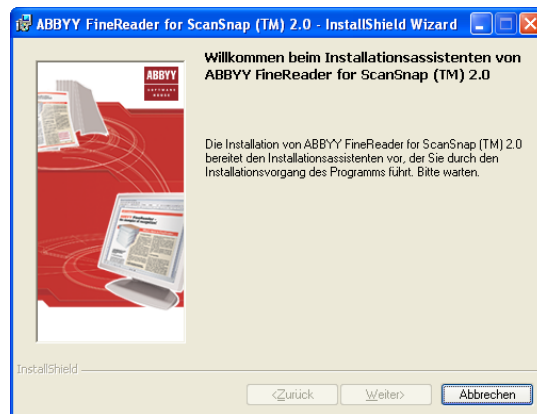 ABBYY FineReader for ScanSnap (TM) 2.0 - InstallShield Wizard
Willkommen beim Installationsassistenten von
ABBYY FineReader for ScanSnap (TM) 2.0
ABBYY
SOFTWARE
HOUSE
Die Installation von ABBYY FineReader for ScanSnap (TM) 2.0
bereitet den Installationsassistenten vor, der Sie durch den
Installationsvorgang des Programms führt. Bitte warten.
InstallShield
<Zurück
Weiter>
Abbrechen